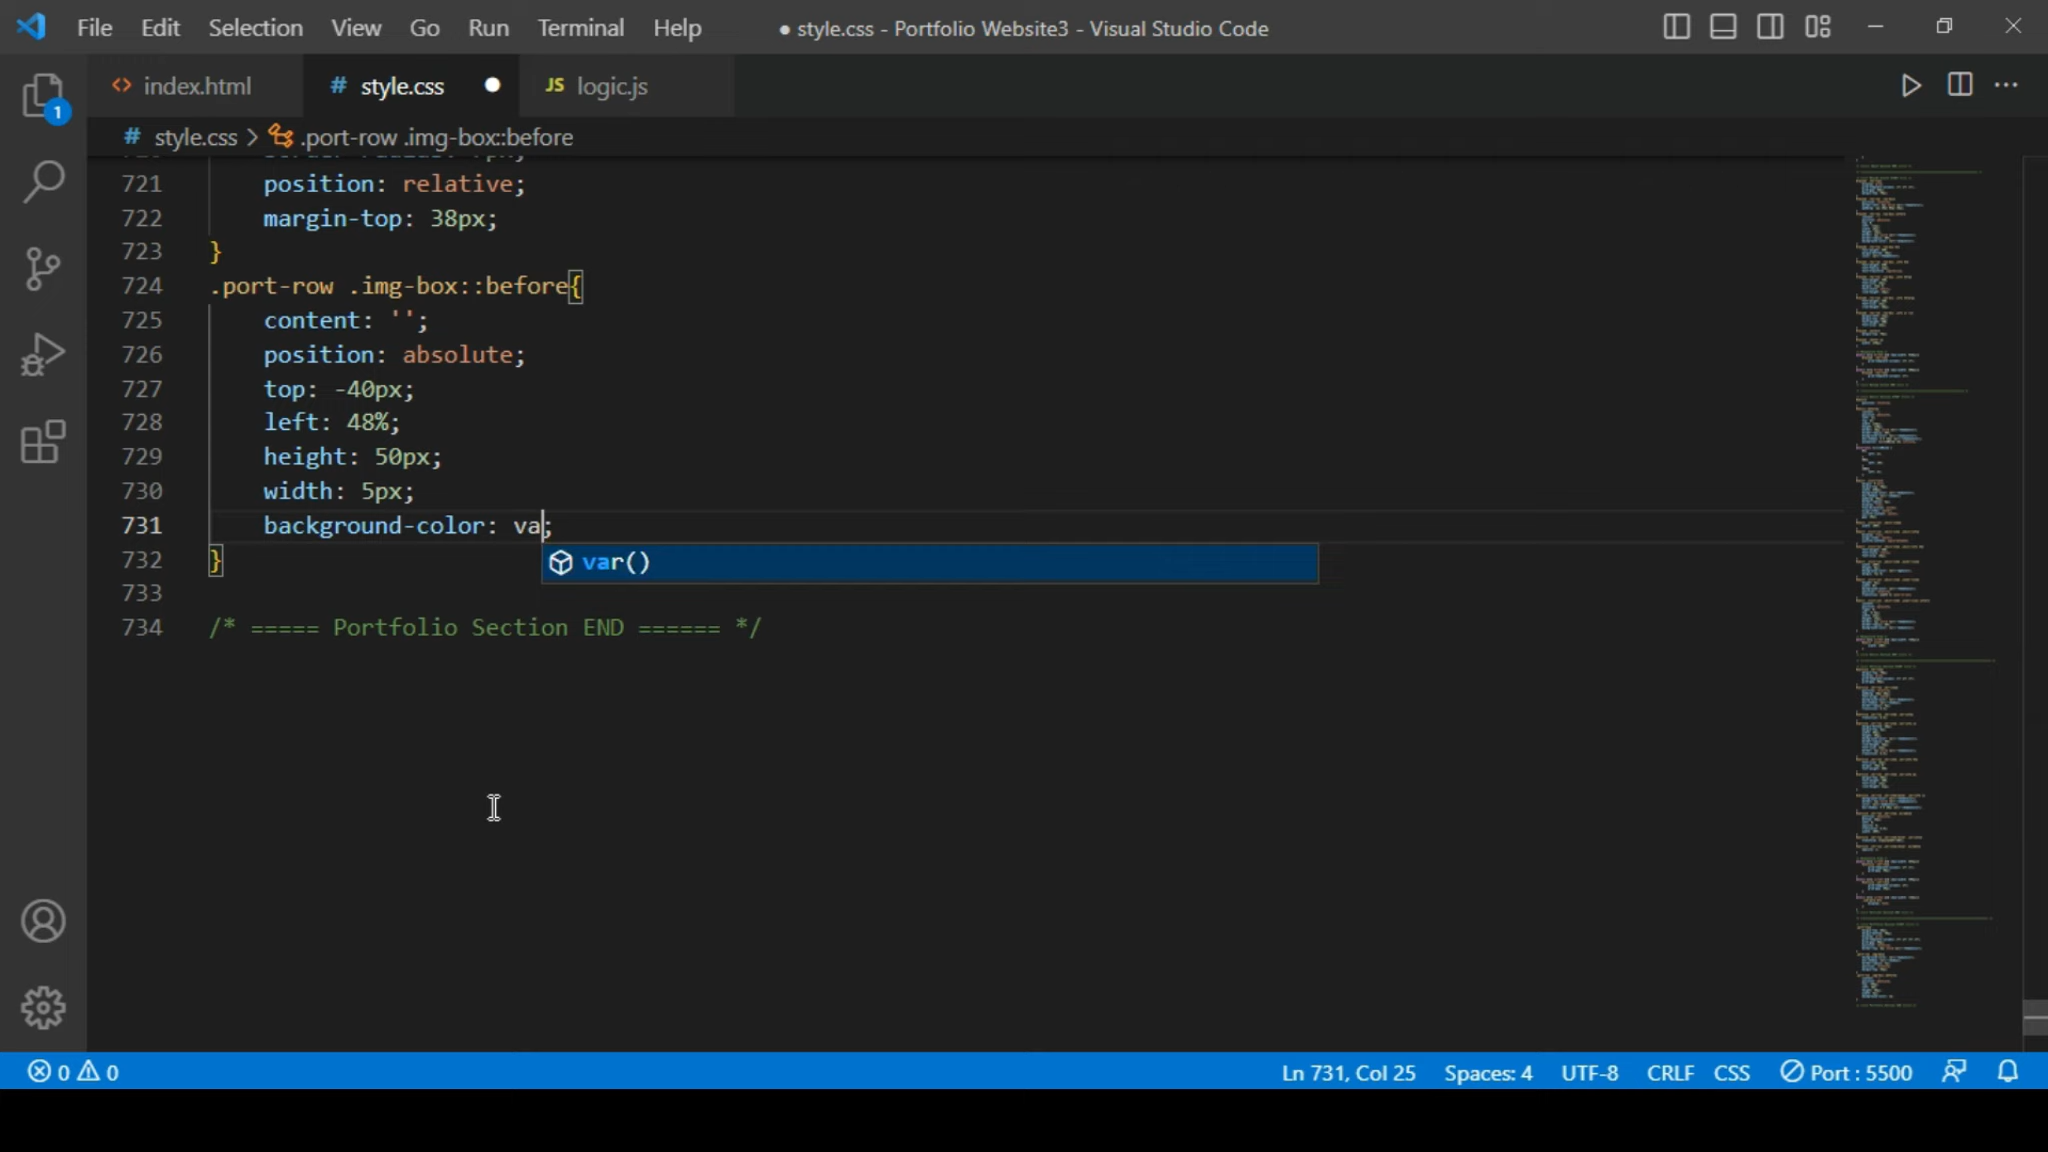 File Edit Selection View Go Run Terminal Help ● style.css - Portfolio Website3 - Visual Studio Code
<> index.html # style.css ● JS logic.js
# style.css > .port-row .img-box::before
1
721 position: relative;
722 margin-top: 38px;
723 }
724 .port-row .img-box::before{
725 content: '';
726 position: absolute;
727 top: -40px;
728 left: 48%;
729 height: 50px;
730 width: 5px;
731 background-color: va;
732 }
var()
733
734 /* ===== Portfolio Section END ====== */
0 0 Ln 731, Col 25 Spaces: 4 UTF-8 CRLF CSS Port : 5500